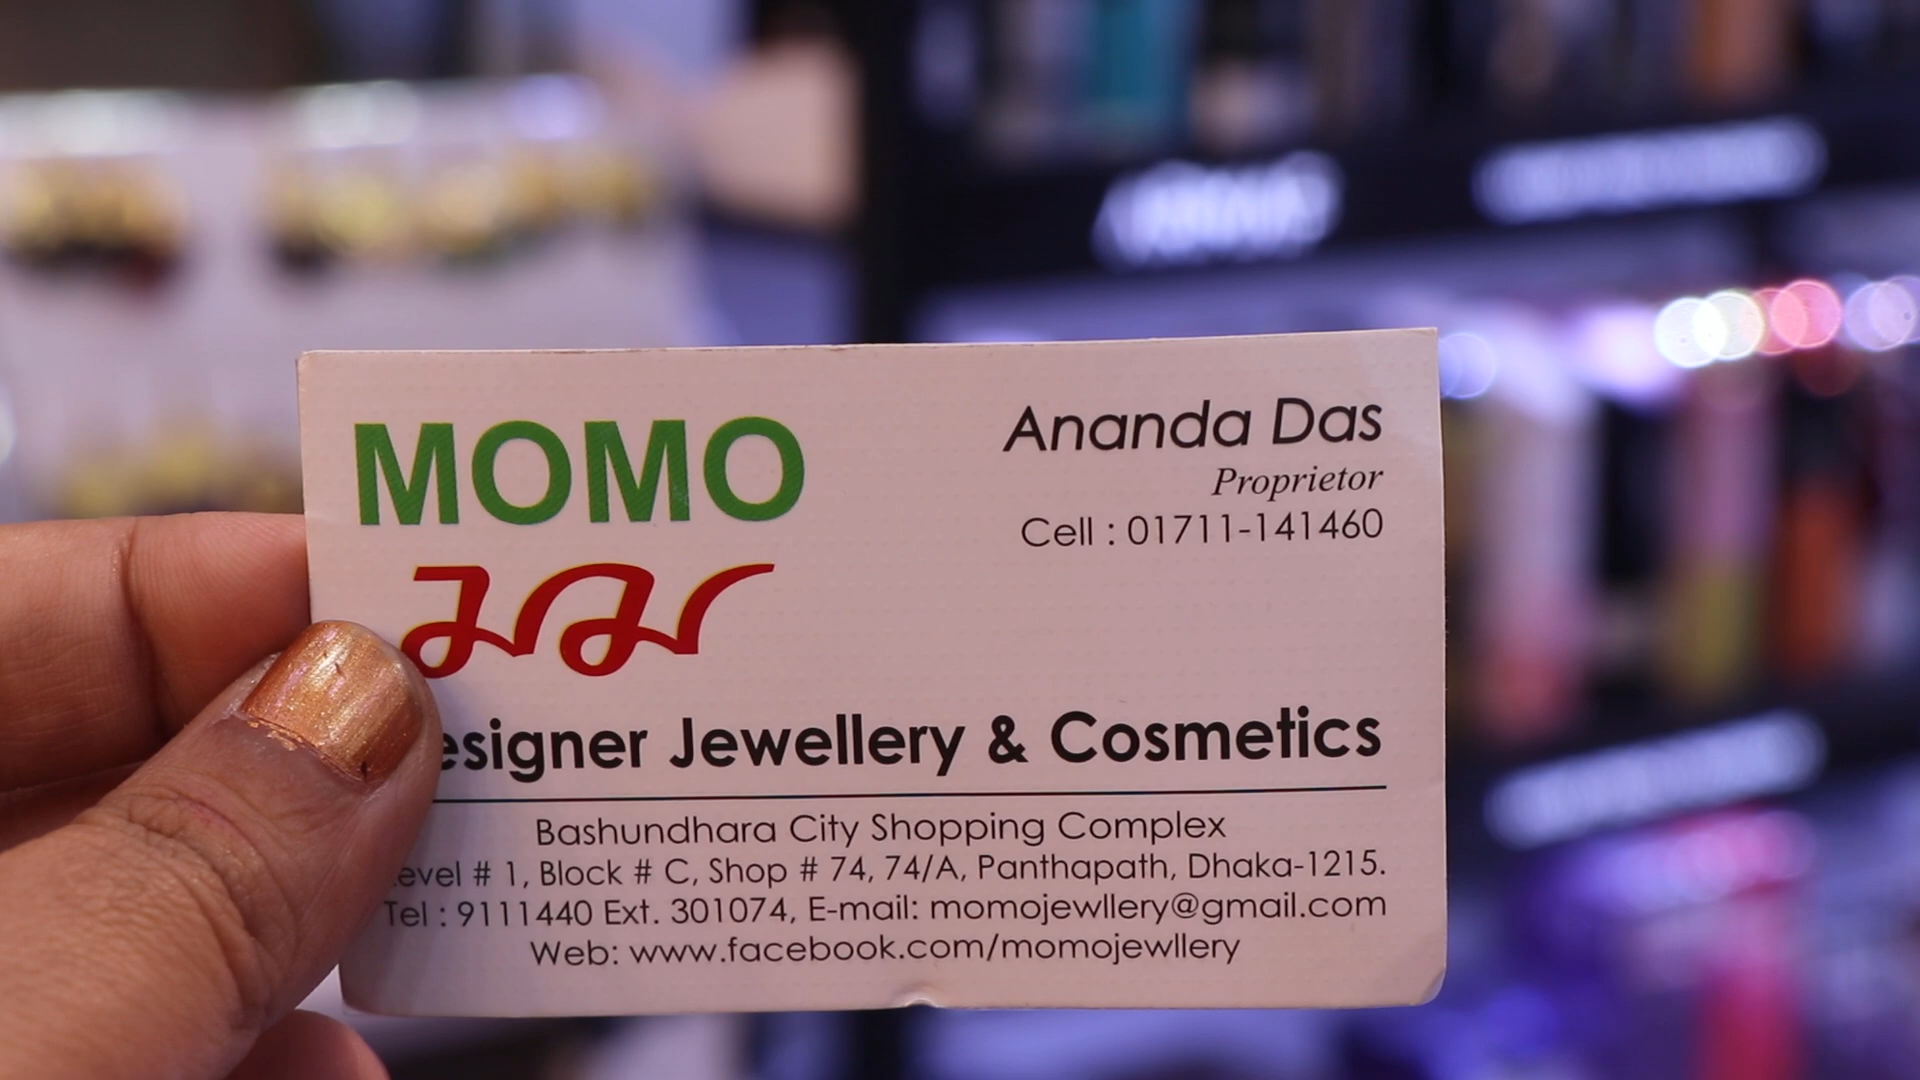 MOMO
মম
Ananda Das
Proprietor
Cell : 01711-141460
esigner Jewellery & Cosmetics
Bashundhara City Shopping Complex
evel # 1, Block # C, Shop # 74, 74/A, Panthapath, Dhaka-1215.
Tel : 9111440 Ext. 301074, E-mail: momojewllery@gmail.com
Web: www.facebook.com/momojewllery